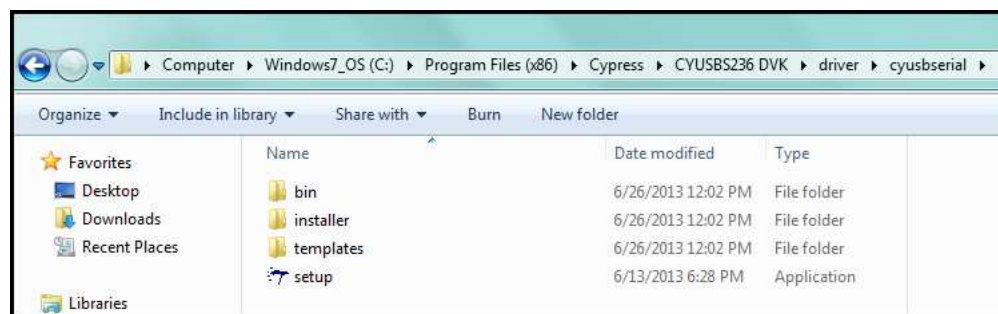 Computer Windows7_OS (C:) Program Files (x86) Cypress CYUSBS236 DVK driver cyusbserial
Organize Include in library Share with Burn New folder
Favorites
Desktop
Downloads
Recent Places
Libraries
Name Date modified Type
bin 6/26/2013 12:02 PM File folder
installer 6/26/2013 12:02 PM File folder
templates 6/26/2013 12:02 PM File folder
setup 6/13/2013 6:28 PM Application